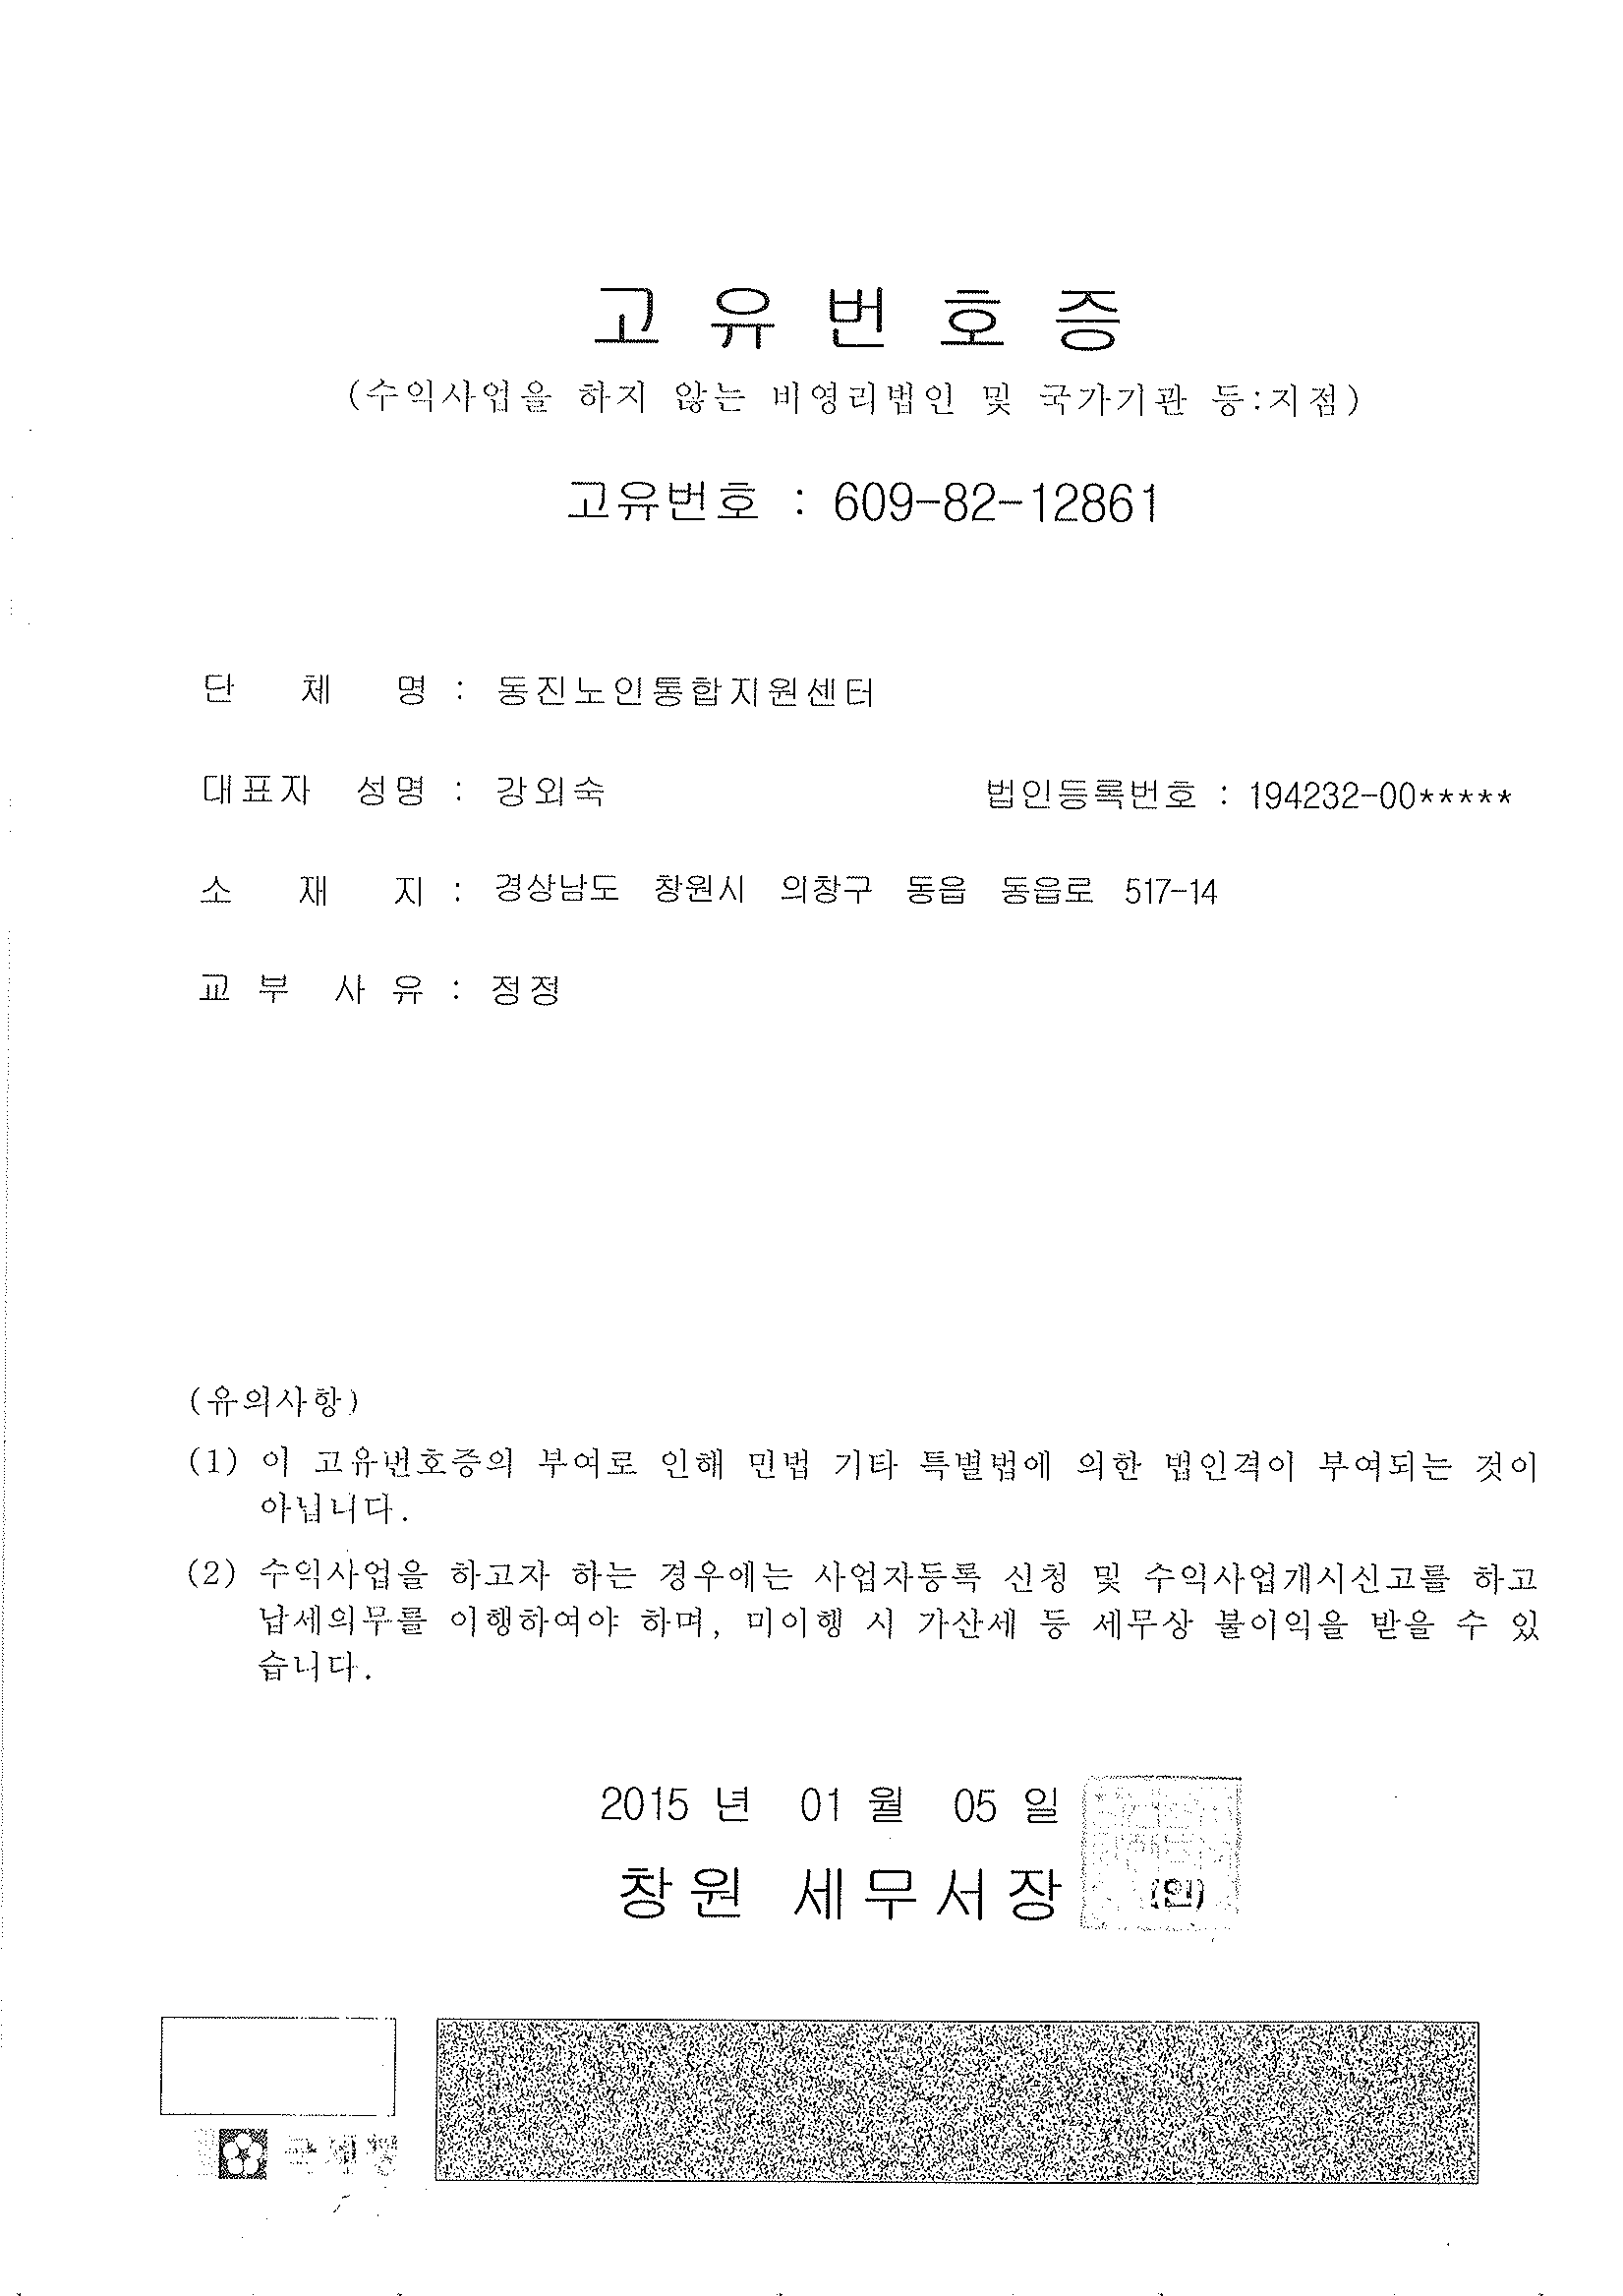 고유번호증
(수익사업을 하지 않는 비영리법인 및 국가기관 등:지점)
고유번호 : 609-82-12861
단 체 명 : 동진노인통합지원센터
대표자 성명 : 강외숙 법인등록번호 : 194232-00*****
소 재 지 : 경상남도 창원시 의창구 동읍 동읍로 517-14
교 부 사 유 : 정정
(유의사항)
(1) 이 고유번호증의 부여로 인해 민법 기타 특별법에 의한 법인격이 부여되는 것이
아닙니다.
(2) 수익사업을 하고자 하는 경우에는 사업자등록 신청 및 수익사업개시신고를 하고
납세의무를 이행하여야 하며, 미이행 시 가산세 등 세무상 불이익을 받을 수 있
습니다.
2015 년 01 월 05 일
창원 세무서장 (인)
국세청